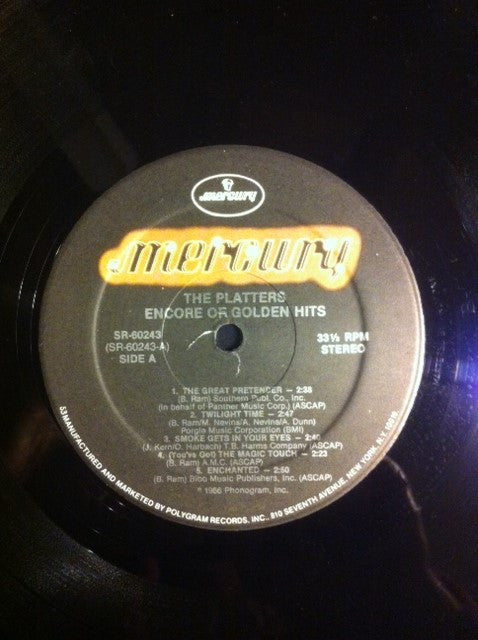 mercury
mercury
THE PLATTERS
ENCORE OF GOLDEN HITS
SR-60243
(SR-60243-A)
SIDE A
33⅓ RPM
STEREO
1. THE GREAT PRETENDER — 2:38
(B. Ram) Southern Publ. Co., Inc.
(In behalf of Panther Music Corp.) (ASCAP)
2. TWILIGHT TIME — 2:47
(B. Ram/M. Nevins/A. Nevins/A. Dunn)
Porgie Music Corporation (BMI)
3. SMOKE GETS IN YOUR EYES — 2:40
(J. Kern/O. Harbach) T.B. Harms Company (ASCAP)
4. (You've Got) THE MAGIC TOUCH — 2:23
(B. Ram) A.M.C. (ASCAP)
5. ENCHANTED — 2:50
(B. Ram) Bibo Music Publishers, Inc. (ASCAP)
1986 Phonogram, Inc.
53 MANUFACTURED AND MARKETED BY POLYGRAM RECORDS, INC., 810 SEVENTH AVENUE, NEW YORK, N.Y. 10019.